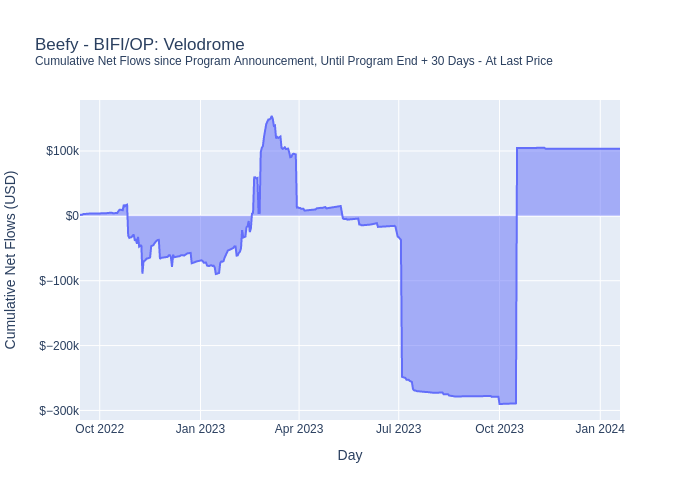 Beefy - BIFI/OP: Velodrome
Cumulative Net Flows since Program Announcement, Until Program End + 30 Days - At Last Price
Cumulative Net Flows (USD)
$100k
$0
$−100k
$−200k
$−300k
Oct 2022
Jan 2023
Apr 2023
Jul 2023
Oct 2023
Jan 2024
Day